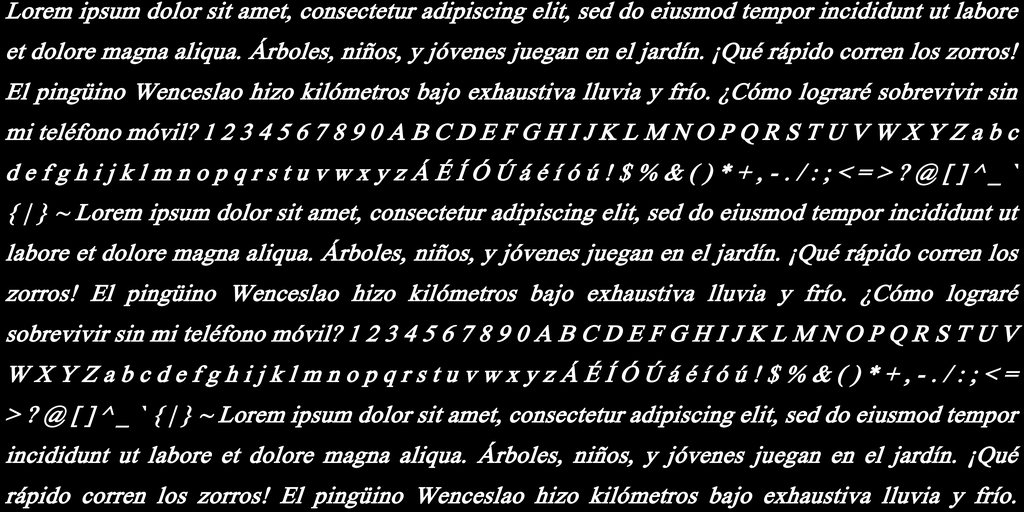 Lorem ipsum dolor sit amet, consectetur adipiscing elit, sed do eiusmod tempor incididunt ut labore
et dolore magna aliqua. Árboles, niños, y jóvenes juegan en el jardín. ¡Qué rápido corren los zorros!
El pingüino Wenceslao hizo kilómetros bajo exhaustiva lluvia y frío. ¿Cómo lograré sobrevivir sin
mi teléfono móvil? 1 2 3 4 5 6 7 8 9 0 A B C D E F G H I J K L M N O P Q R S T U V W X Y Z a b c
d e f g h i j k l m n o p q r s t u v w x y z Á É Í Ó Ú á é í ó ú ! $ % & ( ) * + , - . / : ; < = > ? @ [ ] ^ _ `
{ | } ~ Lorem ipsum dolor sit amet, consectetur adipiscing elit, sed do eiusmod tempor incididunt ut
labore et dolore magna aliqua. Árboles, niños, y jóvenes juegan en el jardín. ¡Qué rápido corren los
zorros! El pingüino Wenceslao hizo kilómetros bajo exhaustiva lluvia y frío. ¿Cómo lograré
sobrevivir sin mi teléfono móvil? 1 2 3 4 5 6 7 8 9 0 A B C D E F G H I J K L M N O P Q R S T U V
W X Y Z a b c d e f g h i j k l m n o p q r s t u v w x y z Á É Í Ó Ú á é í ó ú ! $ % & ( ) * + , - . / : ; < =
> ? @ [ ] ^ _ ` { | } ~ Lorem ipsum dolor sit amet, consectetur adipiscing elit, sed do eiusmod tempor
incididunt ut labore et dolore magna aliqua. Árboles, niños, y jóvenes juegan en el jardín. ¡Qué
rápido corren los zorros! El pingüino Wenceslao hizo kilómetros bajo exhaustiva lluvia y frío.